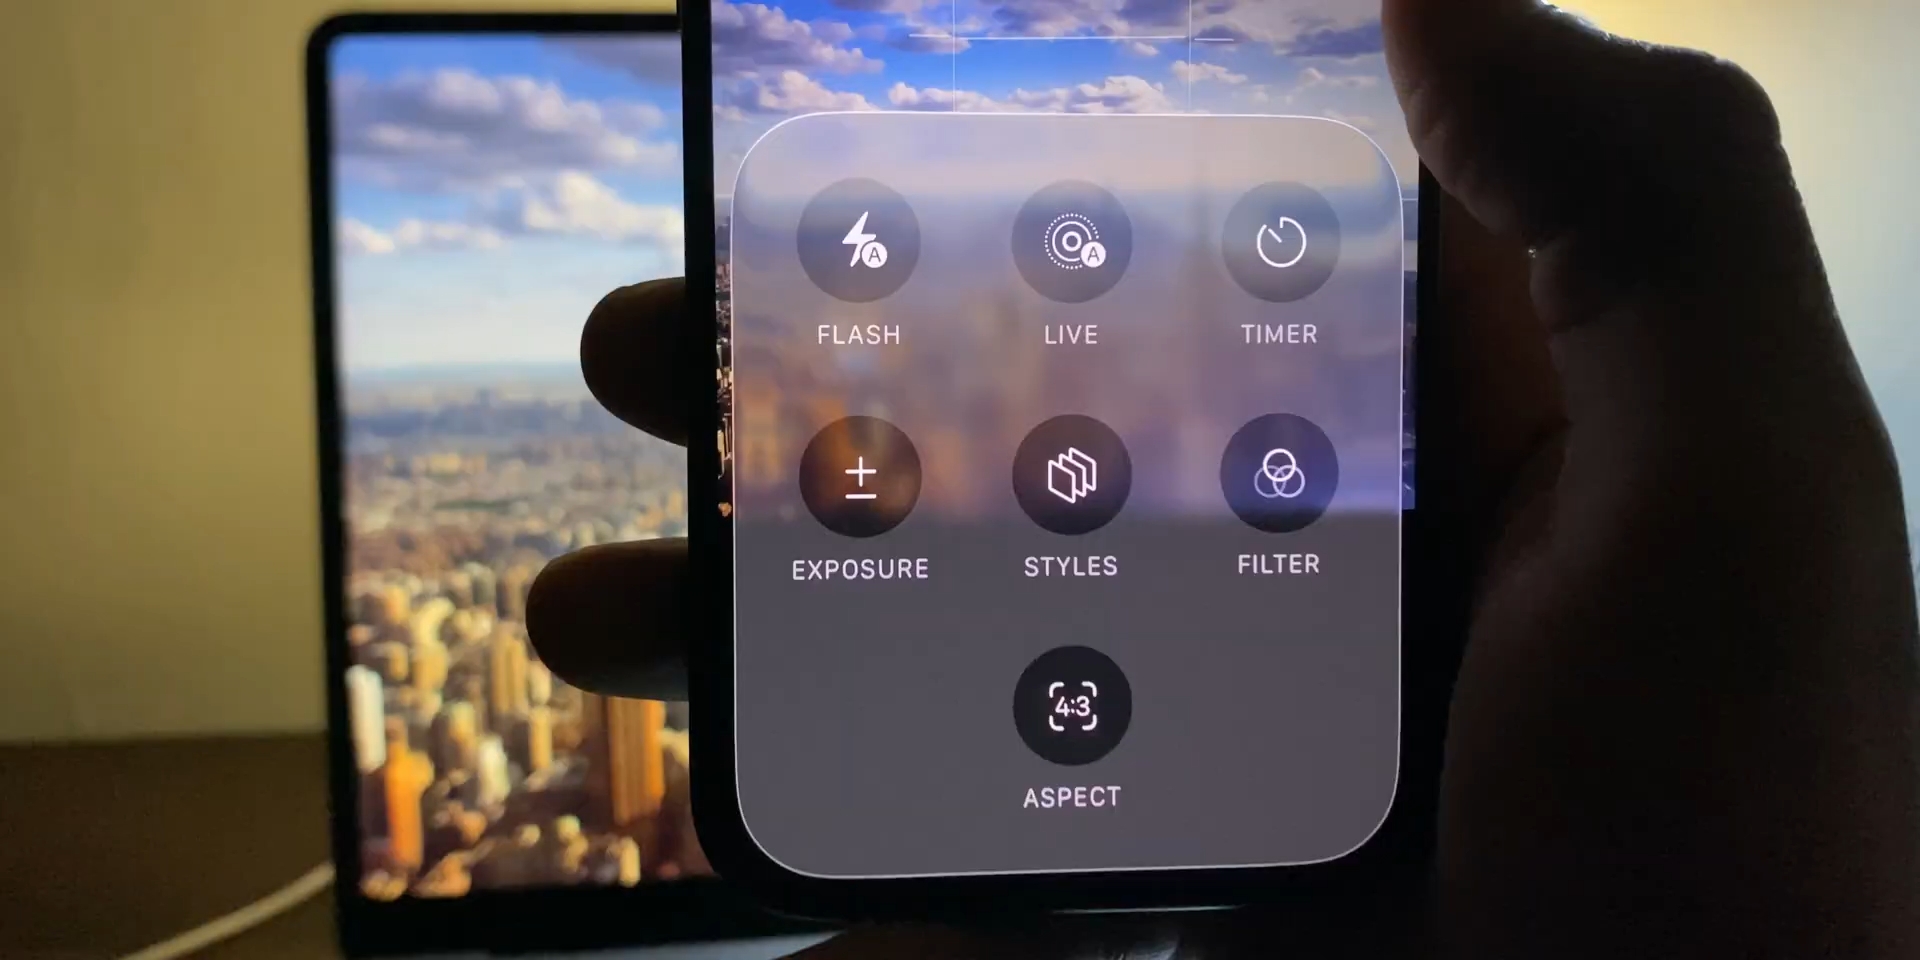 A
A
FLASH
LIVE
TIMER
EXPOSURE
STYLES
FILTER
4:3
ASPECT